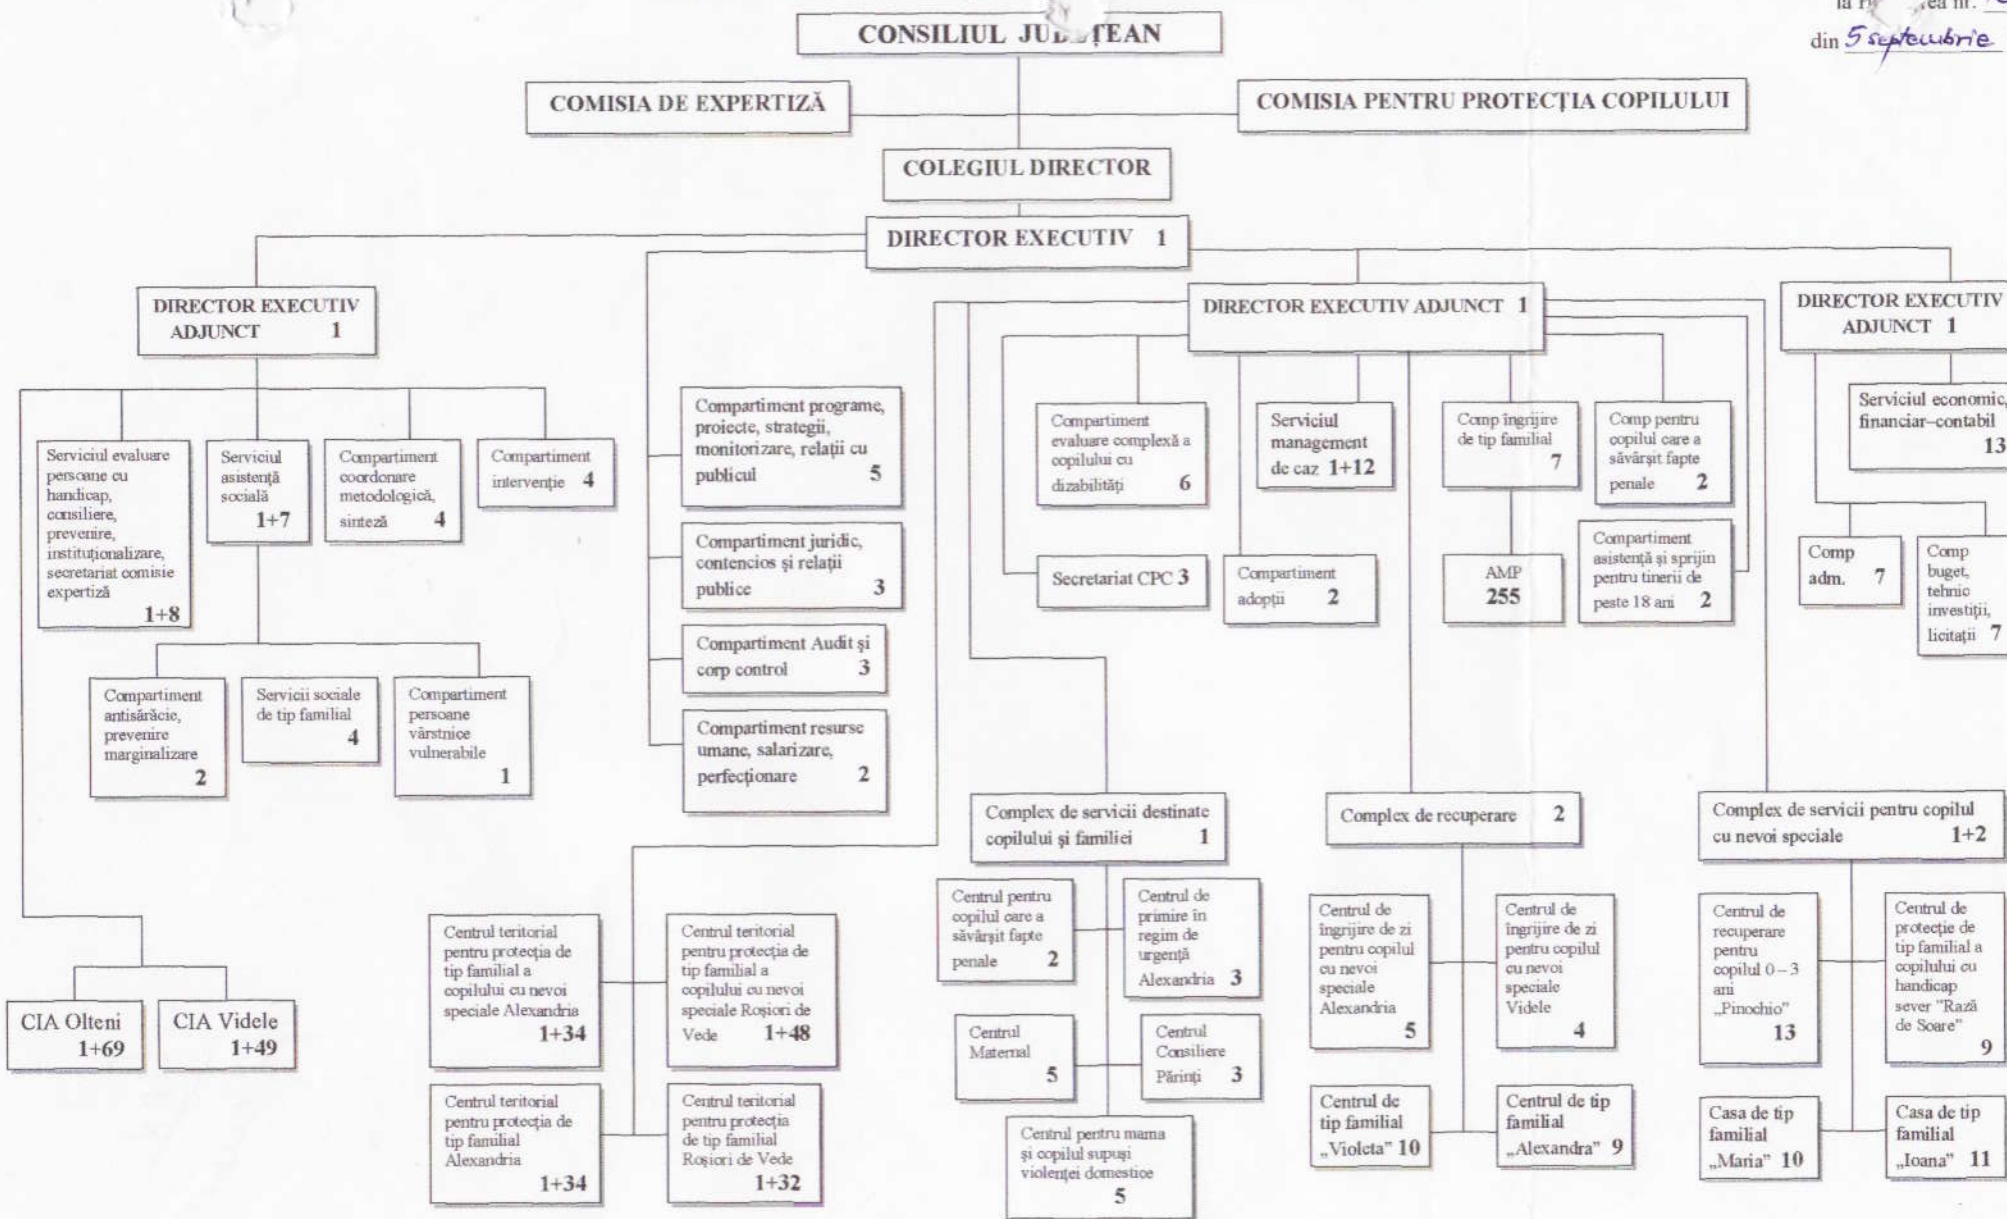 la
din 5 septembrie
CONSILIUL JUDEȚEAN
COMISIA DE EXPERTIZĂ
COMISIA PENTRU PROTECȚIA COPILULUI
COLEGIUL DIRECTOR
DIRECTOR EXECUTIV 1
DIRECTOR EXECUTIV
ADJUNCT 1
DIRECTOR EXECUTIV ADJUNCT 1
DIRECTOR EXECUTIV
ADJUNCT 1
Serviciul evaluare
persoane cu
handicap,
consiliere,
prevenire,
instituționalizare,
secretariat comisie
expertiză
1+8
Serviciul
asistență
socială
1+7
Compartiment
coordonare
metodologică,
sinteză 4
Compartiment
intervenție 4
Compartiment programe,
proiecte, strategii,
monitorizare, relații cu
publicul 5
Compartiment juridic,
contencios și relații
publice 3
Compartiment Audit și
corp control 3
Compartiment resurse
umane, salarizare,
perfecționare 2
Compartiment
evaluare complexă a
copilului cu
dizabilități 6
Serviciul
management
de caz 1+12
Comp îngrijire
de tip familial
7
Comp pentru
copilul care a
săvârșit fapte
penale 2
Serviciul economic,
financiar–contabil
13
Secretariat CPC 3
Compartiment
adopții 2
AMP
255
Compartiment
asistență și sprijin
pentru tinerii de
peste 18 ani 2
Comp
adm. 7
Comp
buget,
tehnic
investiții,
licitații 7
Compartiment
antisărăcie,
prevenire
marginalizare
2
Servicii sociale
de tip familial
4
Compartiment
persoane
vârstnice
vulnerabile
1
Complex de servicii destinate
copilului și familiei 1
Complex de recuperare 2
Complex de servicii pentru copilul
cu nevoi speciale 1+2
CIA Olteni
1+69
CIA Videle
1+49
Centrul teritorial
pentru protecția de
tip familial a
copilului cu nevoi
speciale Alexandria
1+34
Centrul teritorial
pentru protecția de
tip familial a
copilului cu nevoi
speciale Roșiori de
Vede 1+48
Centrul teritorial
pentru protecția de
tip familial
Alexandria
1+34
Centrul teritorial
pentru protecția
de tip familial
Roșiori de Vede
1+32
Centrul pentru
copilul care a
săvârșit fapte
penale 2
Centrul de
primire în
regim de
urgență
Alexandria 3
Centrul
Maternal
5
Centrul
Consiliere
Părinți 3
Centrul pentru mama
și copilul supuși
violenței domestice
5
Centrul de
îngrijire de zi
pentru copilul
cu nevoi
speciale
Alexandria
5
Centrul de
îngrijire de zi
pentru copilul
cu nevoi
speciale
Videle
4
Centrul de
tip familial
„Violeta” 10
Centrul de tip
familial
„Alexandra” 9
Centrul de
recuperare
pentru
copilul 0 – 3
ani
„Pinochio”
13
Centrul de
protecție de
tip familial a
copilului cu
handicap
sever "Rază
de Soare"
9
Casa de tip
familial
„Maria” 10
Casa de tip
familial
„Ioana” 11